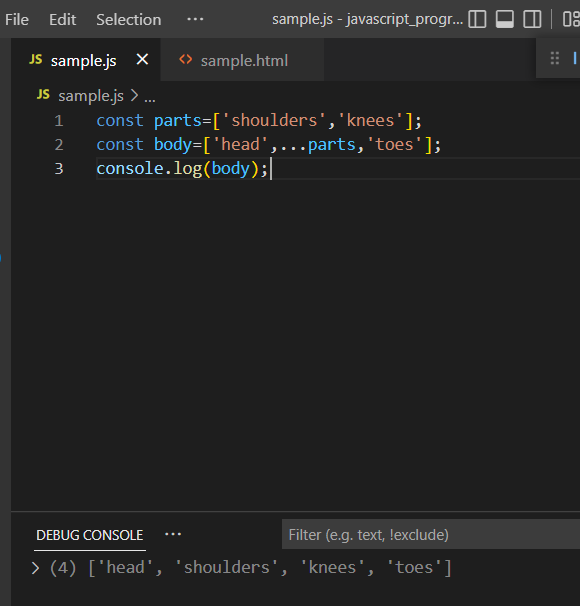 File Edit Selection ··· sample.js - javascript_progr...
JS sample.js × <> sample.html
JS sample.js > ...
1 const parts=['shoulders','knees'];
2 const body=['head',...parts,'toes'];
3 console.log(body);
DEBUG CONSOLE ··· Filter (e.g. text, !exclude)
> (4) ['head', 'shoulders', 'knees', 'toes']